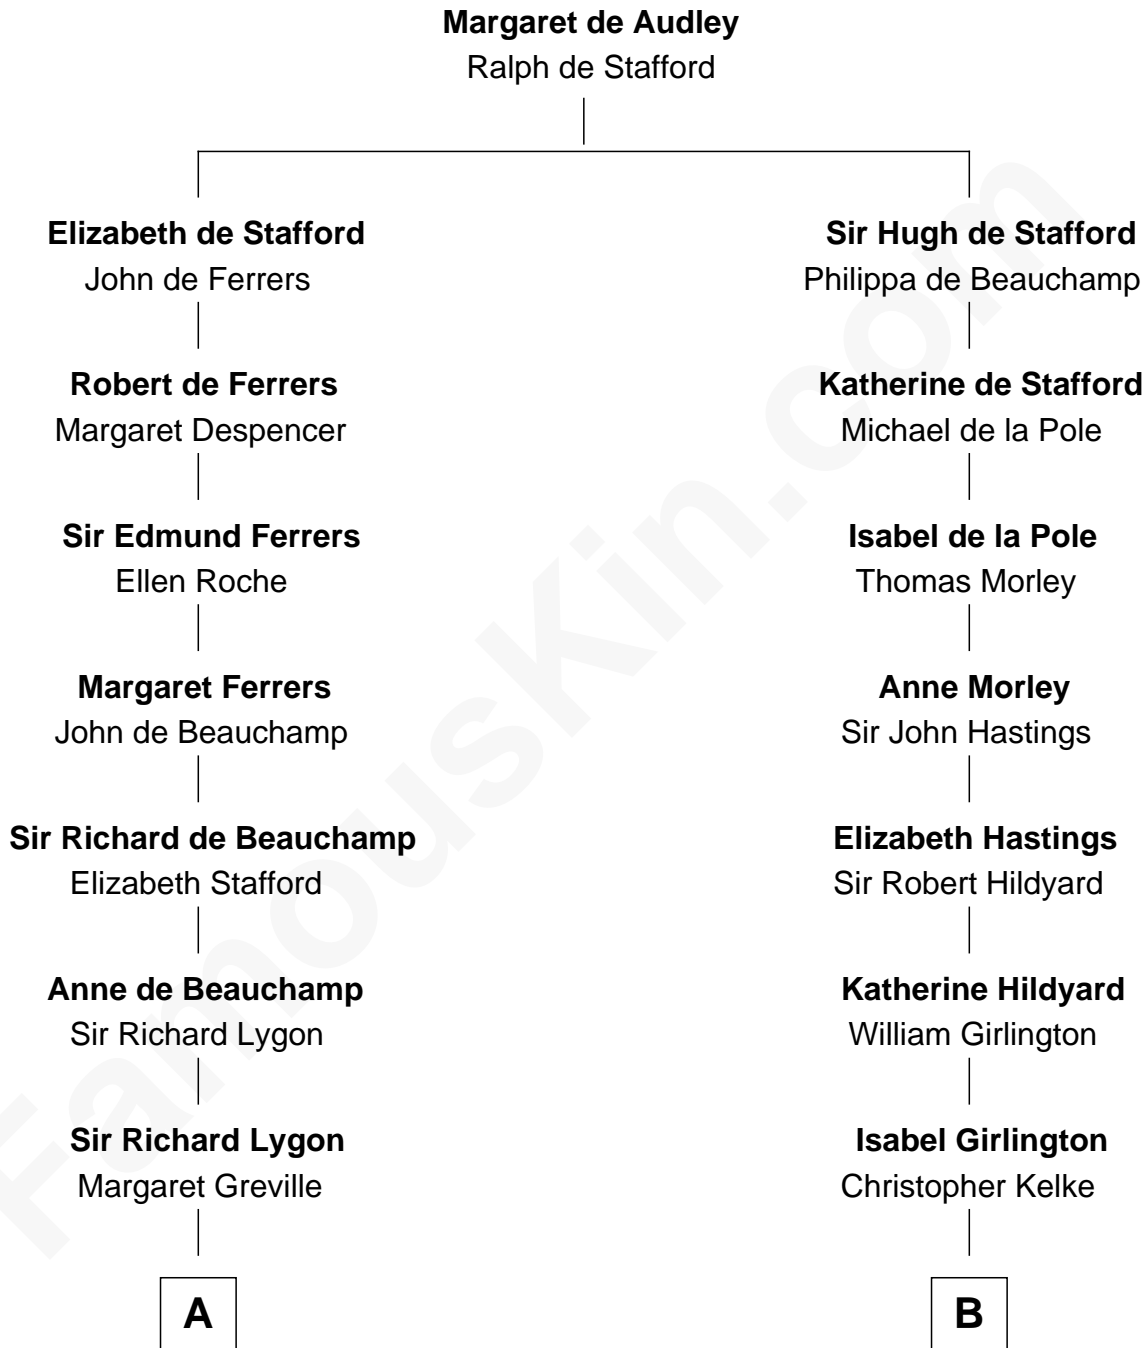 Margaret de Audley
Ralph de Stafford
Elizabeth de Stafford
John de Ferrers
Robert de Ferrers
Margaret Despencer
Sir Edmund Ferrers
Ellen Roche
Margaret Ferrers
John de Beauchamp
Sir Richard de Beauchamp
Elizabeth Stafford
Anne de Beauchamp
Sir Richard Lygon
Sir Richard Lygon
Margaret Greville
A
Sir Hugh de Stafford
Philippa de Beauchamp
Katherine de Stafford
Michael de la Pole
Isabel de la Pole
Thomas Morley
Anne Morley
Sir John Hastings
Elizabeth Hastings
Sir Robert Hildyard
Katherine Hildyard
William Girlington
Isabel Girlington
Christopher Kelke
B
FamousKin.com